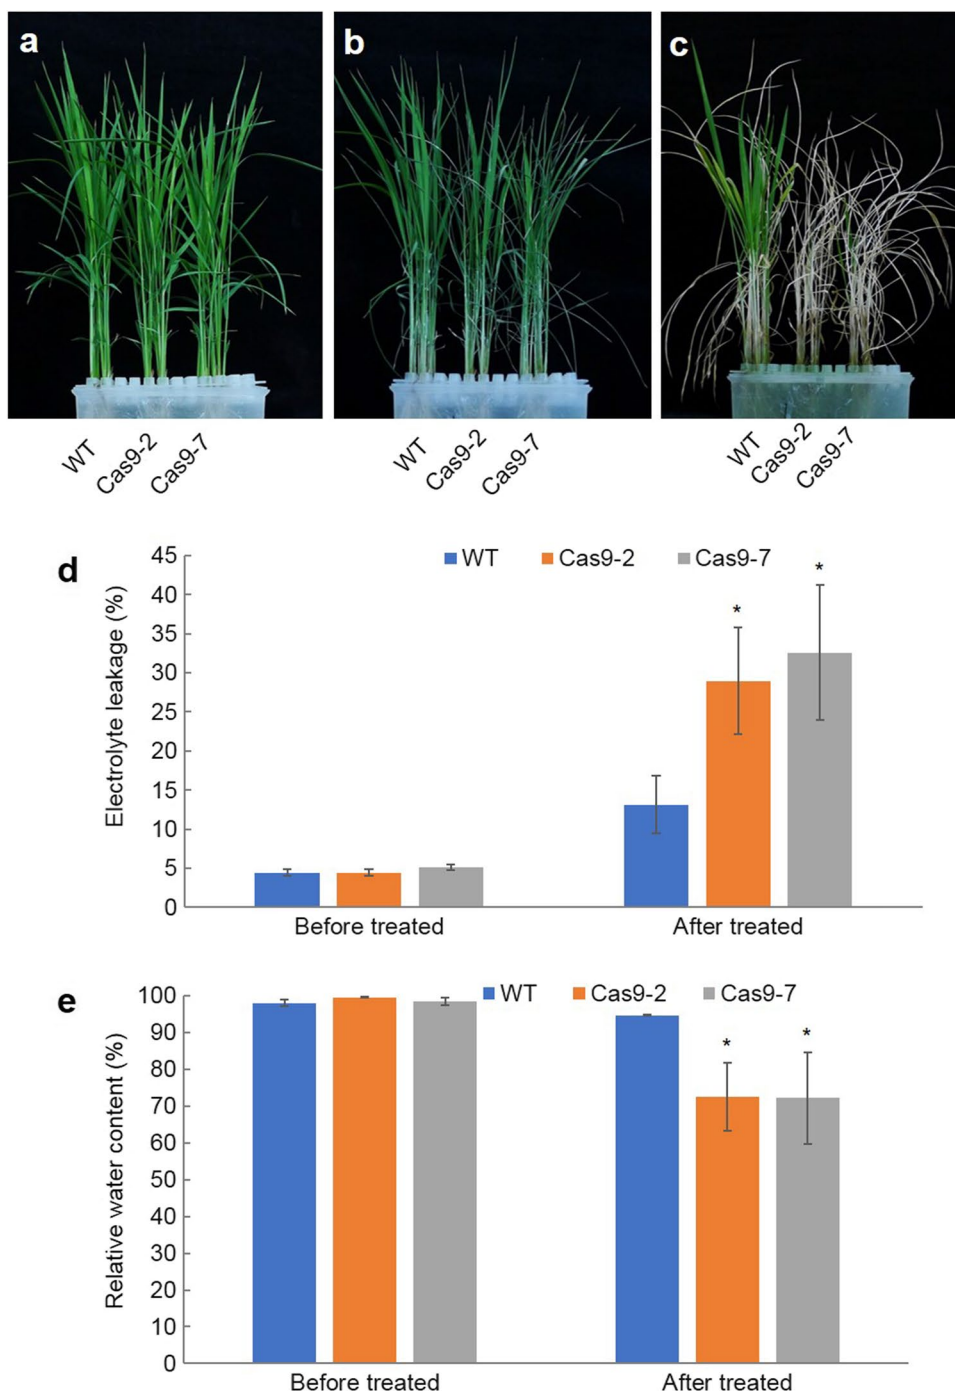 a
b
c
WT
Cas9-2
Cas9-7
WT
Cas9-2
Cas9-7
WT
Cas9-2
Cas9-7
d
WT
Cas9-2
Cas9-7
Electrolyte leakage (%)
45
40
35
30
25
20
15
10
5
0
*
*
Before treated
After treated
e
WT
Cas9-2
Cas9-7
Relative water content (%)
100
90
80
70
60
50
40
30
20
10
0
*
*
Before treated
After treated